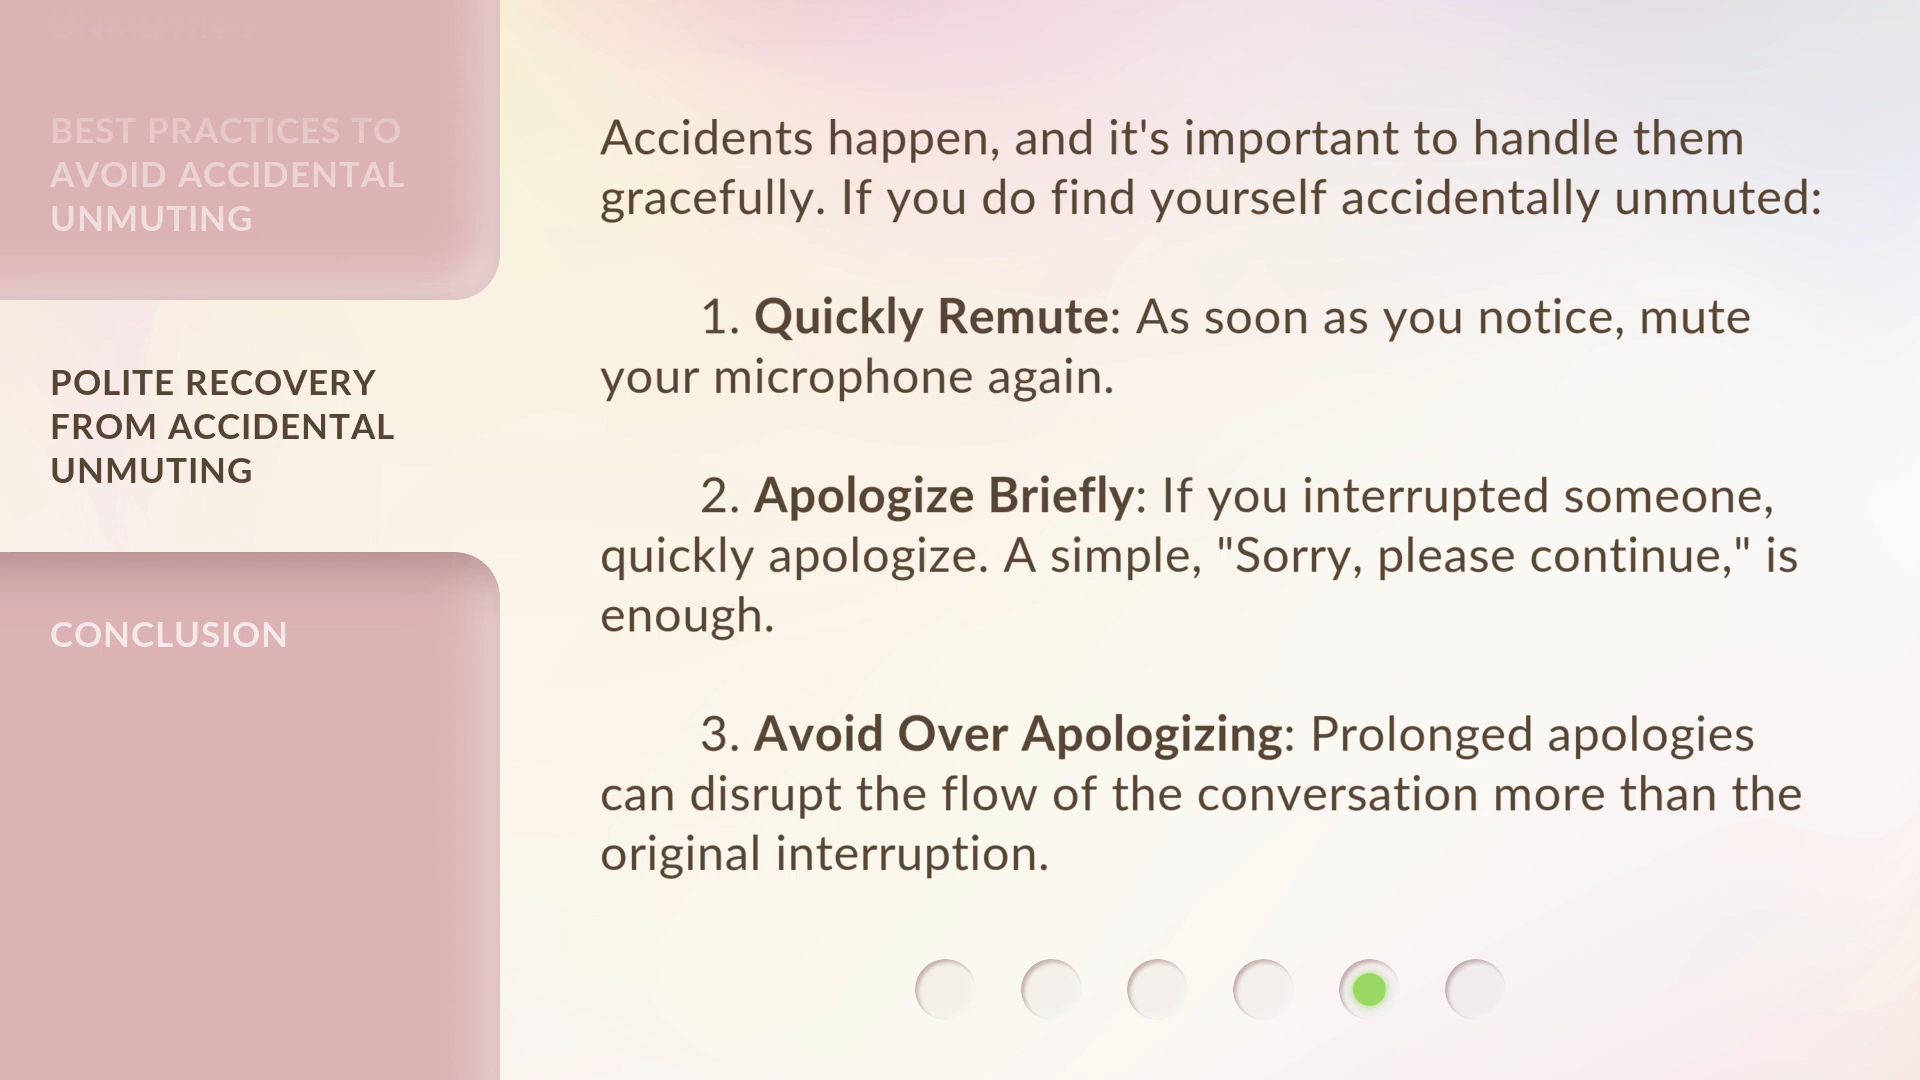 UNMUTING
BEST PRACTICES TO
AVOID ACCIDENTAL
UNMUTING
POLITE RECOVERY
FROM ACCIDENTAL
UNMUTING
CONCLUSION
Accidents happen, and it's important to handle them
gracefully. If you do find yourself accidentally unmuted:
1. Quickly Remute: As soon as you notice, mute
your microphone again.
2. Apologize Briefly: If you interrupted someone,
quickly apologize. A simple, "Sorry, please continue," is
enough.
3. Avoid Over Apologizing: Prolonged apologies
can disrupt the flow of the conversation more than the
original interruption.